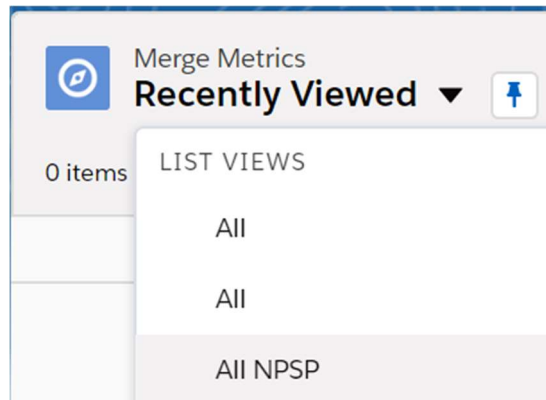 Merge Metrics
Recently Viewed
0 items
LIST VIEWS
All
All
All NPSP